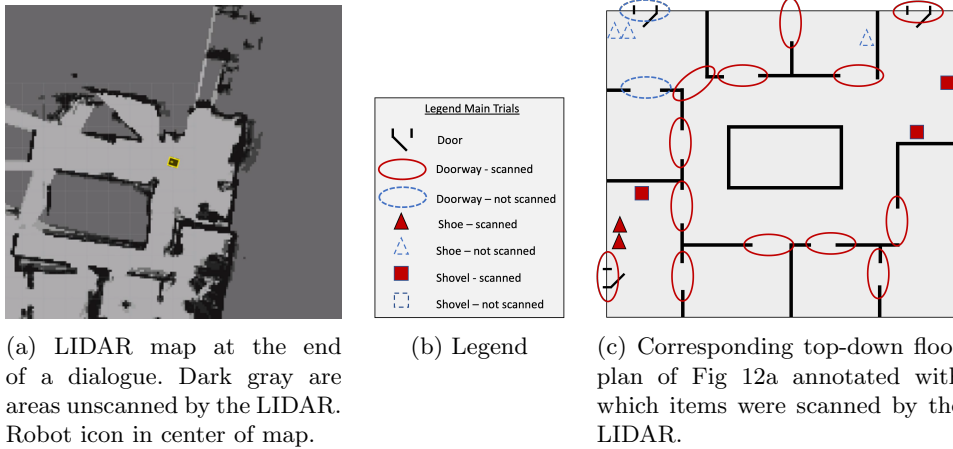 Legend Main Trials
Door
Doorway - scanned
Doorway – not scanned
Shoe – scanned
Shoe – not scanned
Shovel - scanned
Shovel – not scanned
(a) LIDAR map at the end
of a dialogue. Dark gray are
areas unscanned by the LIDAR.
Robot icon in center of map.
(b) Legend
(c) Corresponding top-down floo
plan of Fig 12a annotated with
which items were scanned by the
LIDAR.